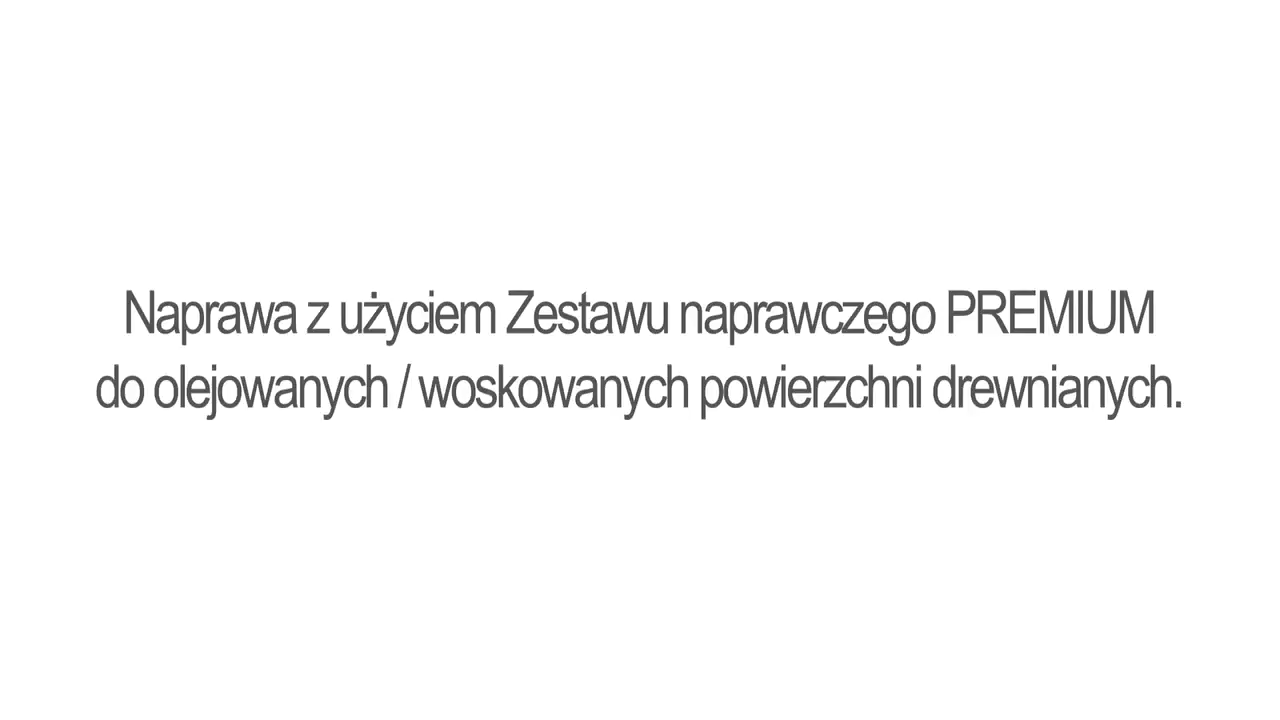 Naprawa z użyciem Zestawu naprawczego PREMIUM
do olejowanych / woskowanych powierzchni drewnianych.